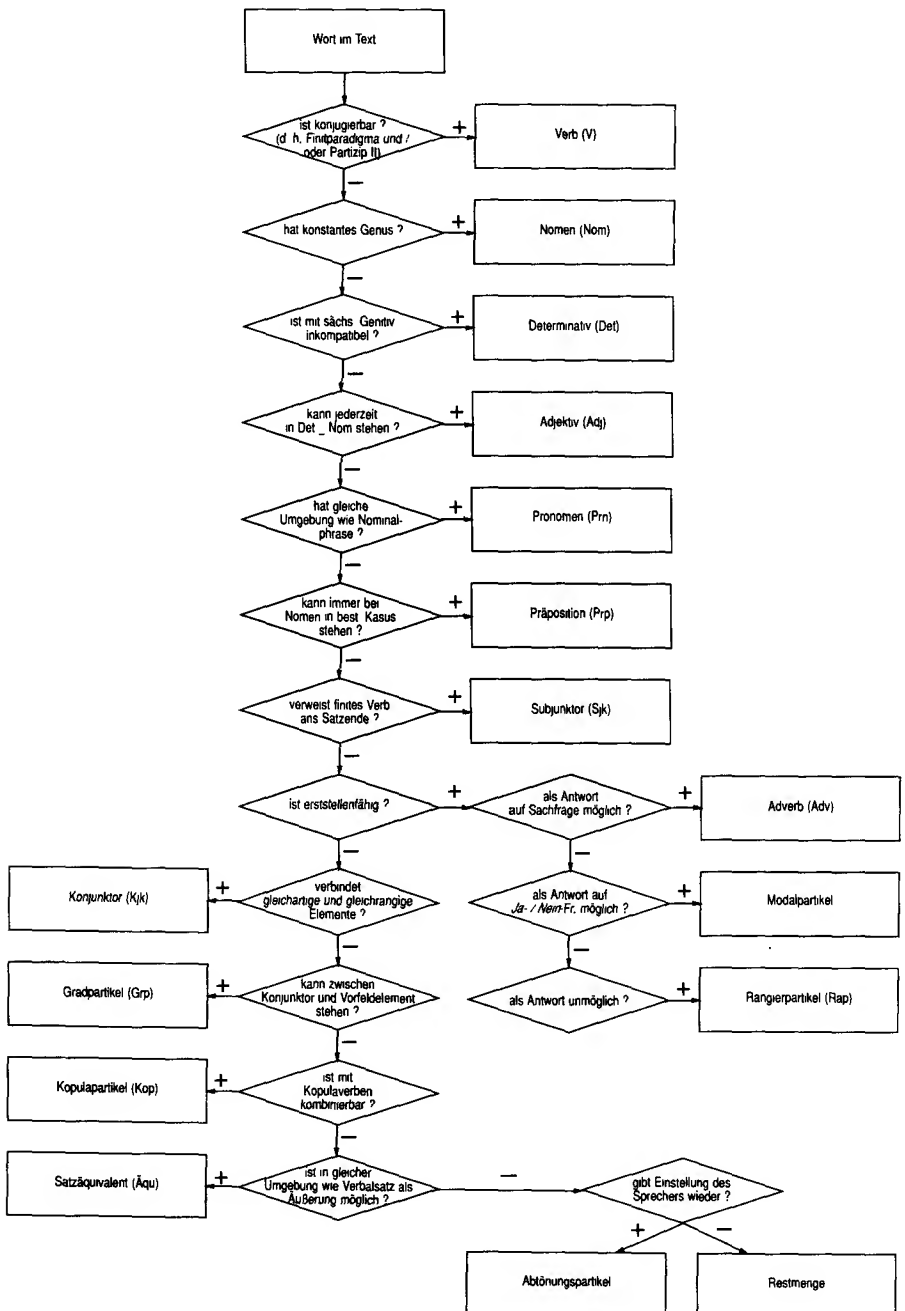 Wort im Text
ist konjugierbar ?
(d h. Finitparadigma und /
oder Partizip II)
+
Verb (V)
—
hat konstantes Genus ?
+
Nomen (Nom)
—
ist mit sächs Genitiv
inkompatibel ?
+
Determinativ (Det)
—
kann jederzeit
in Det _ Nom stehen ?
+
Adjektiv (Adj)
—
hat gleiche
Umgebung wie Nominal-
phrase ?
+
Pronomen (Prn)
—
kann immer bei
Nomen in best Kasus
stehen ?
+
Präposition (Prp)
—
verweist finites Verb
ans Satzende ?
+
Subjunktor (Sjk)
—
ist erststellenfähig ?
+
als Antwort
auf Sachfrage möglich ?
+
Adverb (Adv)
—
—
Konjunktor (Kjk)
+
verbindet
gleichartige und gleichrangige
Elemente ?
als Antwort auf
Ja- / Nein-Fr. möglich ?
+
Modalpartikel
—
—
Gradpartikel (Grp)
+
kann zwischen
Konjunktor und Vorfeldelement
stehen ?
als Antwort unmöglich ?
+
Rangierpartikel (Rap)
—
Kopulapartikel (Kop)
+
ist mit
Kopulaverben
kombinierbar ?
—
Satzäquivalent (Äqu)
+
ist in gleicher
Umgebung wie Verbalsatz als
Äußerung möglich ?
—
gibt Einstellung des
Sprechers wieder ?
+
—
Abtönungspartikel
Restmenge